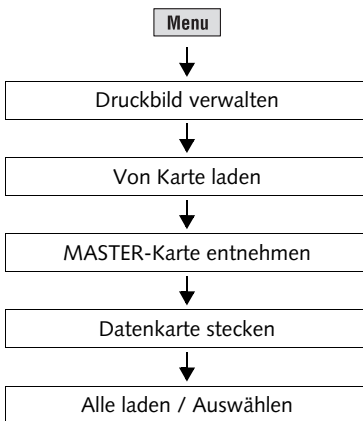 Menu
Druckbild verwalten
Von Karte laden
MASTER-Karte entnehmen
Datenkarte stecken
Alle laden / Auswählen